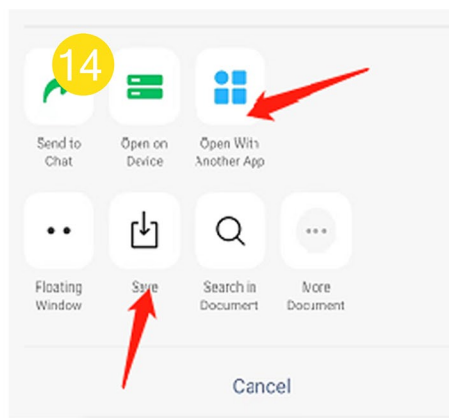 14
Send to
Chat
Open on
Device
Open With
Another App
Floating
Window
Save
Search in
Document
More
Document
Cancel